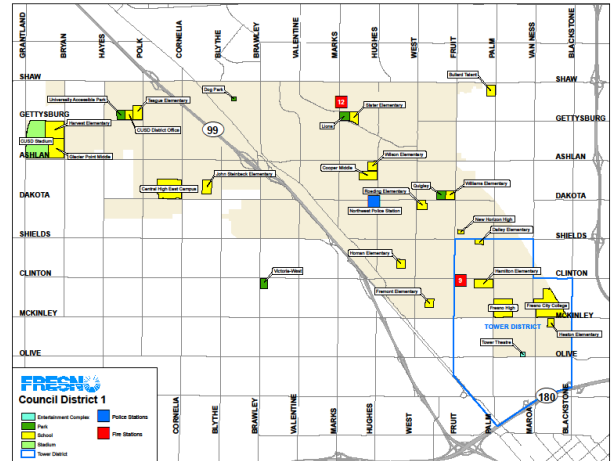 GRANTLAND
BRYAN
HAYES
POLK
CORNELIA
BLYTHE
BRAWLEY
VALENTINE
MARKS
HUGHES
WEST
FRUIT
PALM
VAN NESS
BLACKSTONE
SHAW
SHAW
Dog Park
Bullard Talent
12
University Accessible Park
Teague Elementary
Slater Elementary
GETTYSBURG
GETTYSBURG
Harvest Elementary
CUSD District Office
Lions
99
CUSD Stadium
Glacier Point Middle
Wilson Elementary
ASHLAN
ASHLAN
Cooper Middle
John Steinbeck Elementary
Central High East Campus
Roeding Elementary
Quigley
Williams Elementary
DAKOTA
DAKOTA
Northwest Police Station
New Horizon High
Dailey Elementary
SHIELDS
SHIELDS
Homan Elementary
Victoria-West
Hamilton Elementary
CLINTON
CLINTON
9
Fremont Elementary
Fresno High
Fresno City College
MCKINLEY
MCKINLEY
TOWER DISTRICT
Heaton Elementary
Tower Theatre
OLIVE
OLIVE
180
FRESNO
Council District 1
Entertainment Complex
Park
School
Stadium
Tower District
Police Stations
Fire Stations
CORNELIA
BLYTHE
BRAWLEY
VALENTINE
MARKS
HUGHES
WEST
FRUIT
PALM
MAROA
BLACKSTONE